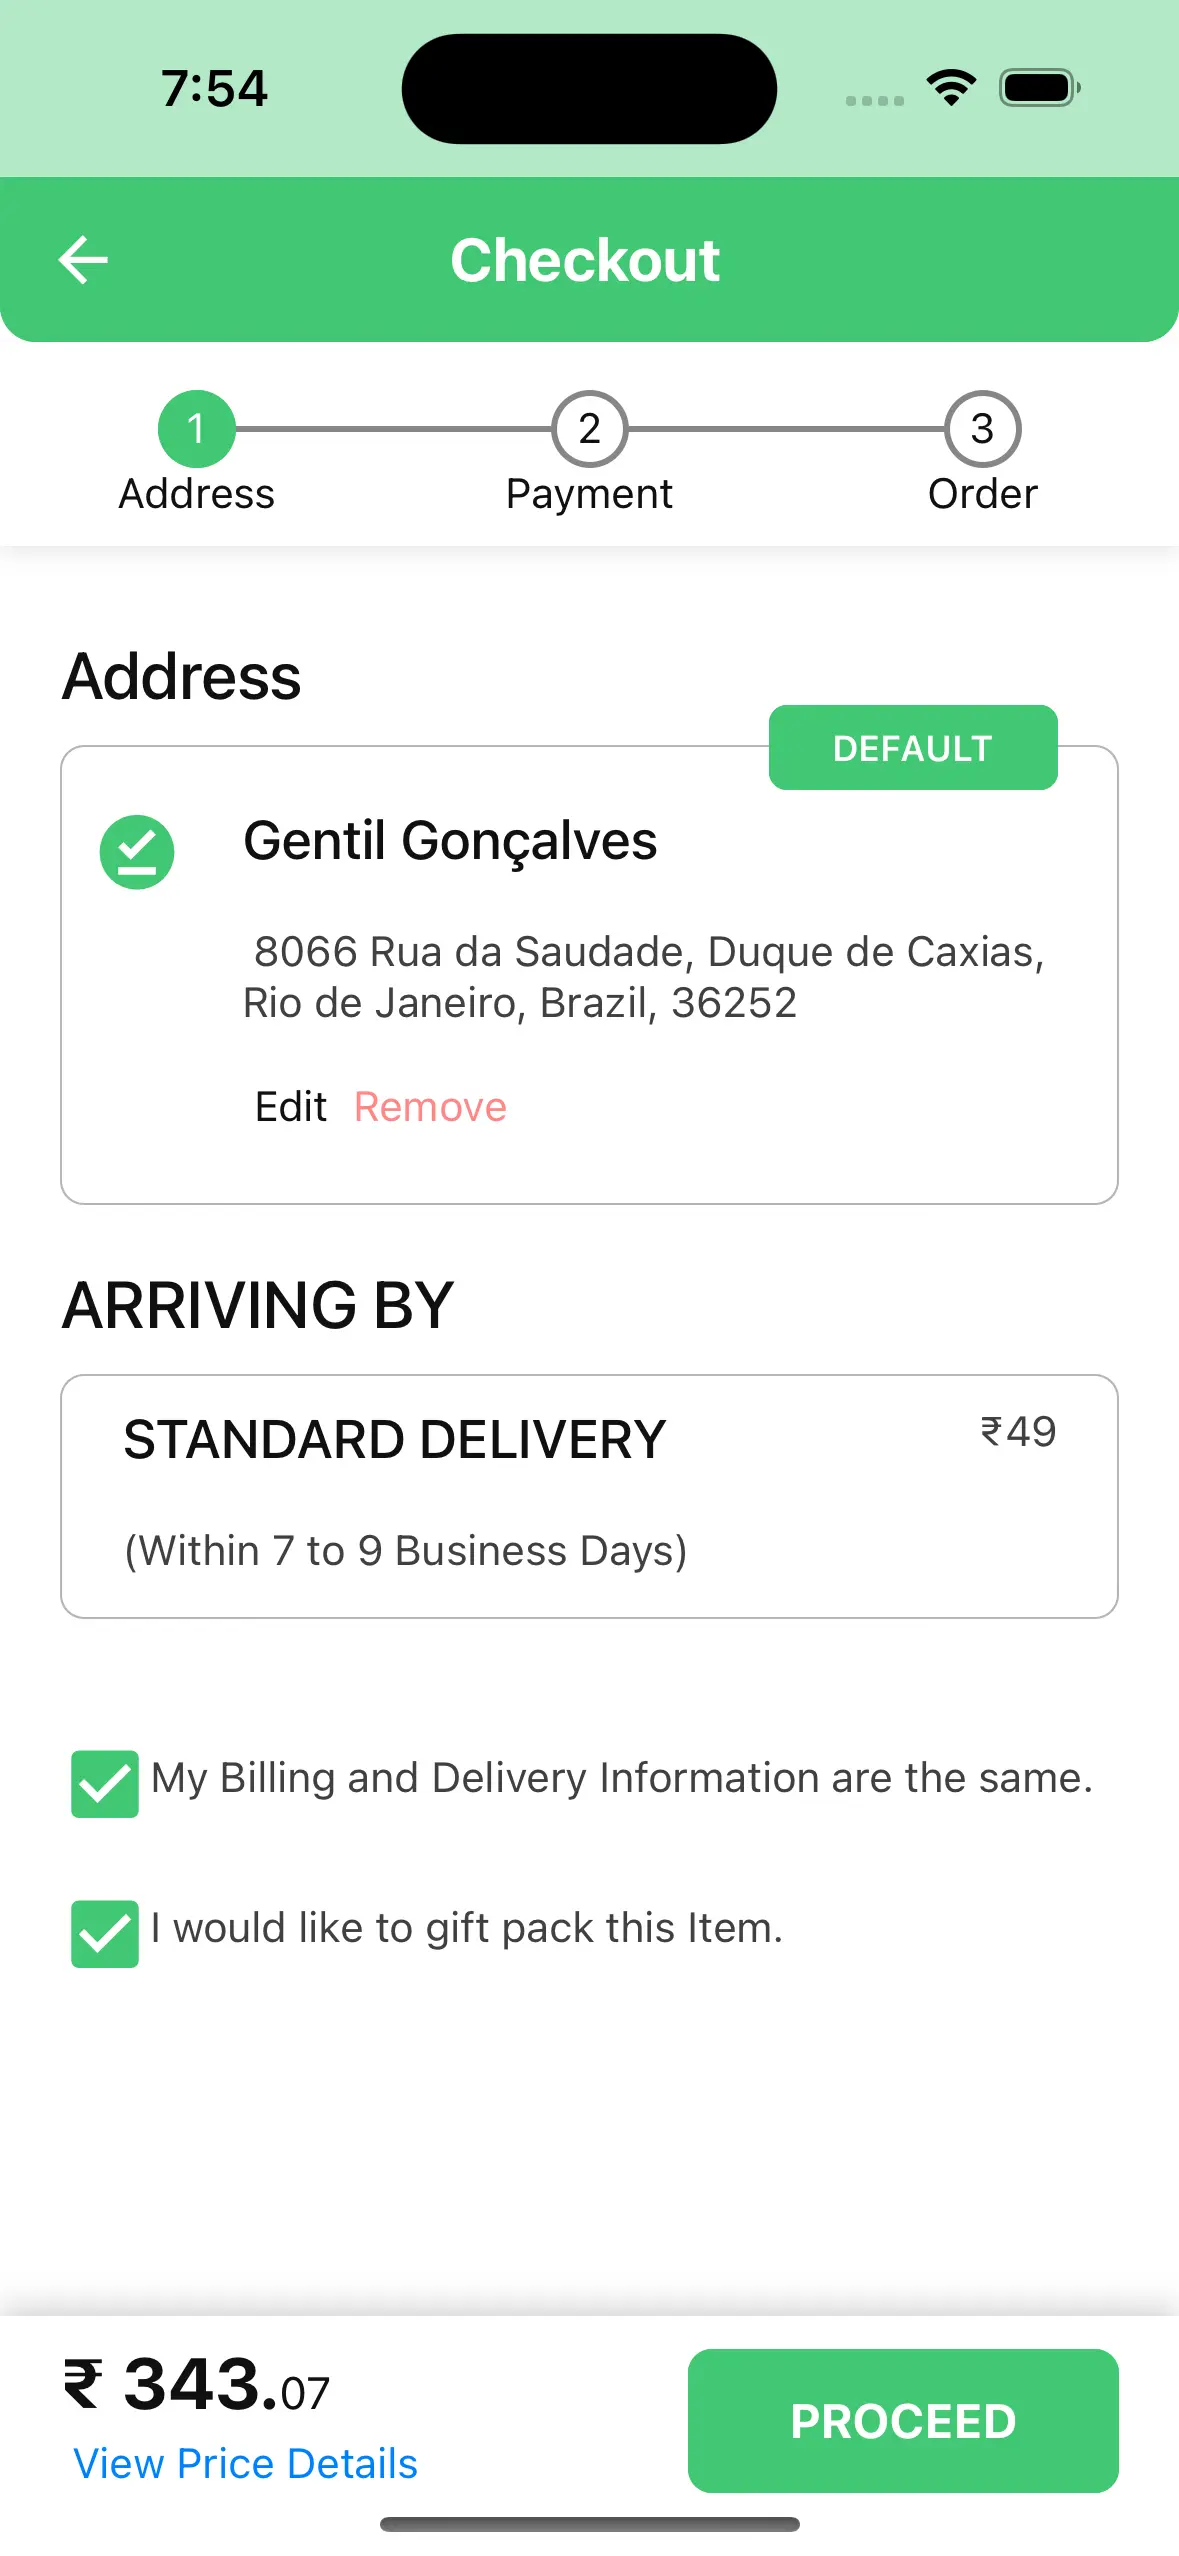 7:54
Checkout
1
2
3
Address
Payment
Order
Address
DEFAULT
Gentil Gonçalves
8066 Rua da Saudade, Duque de Caxias,
Rio de Janeiro, Brazil, 36252
Edit Remove
ARRIVING BY
STANDARD DELIVERY
₹49
(Within 7 to 9 Business Days)
My Billing and Delivery Information are the same.
I would like to gift pack this Item.
₹ 343.07
View Price Details
PROCEED